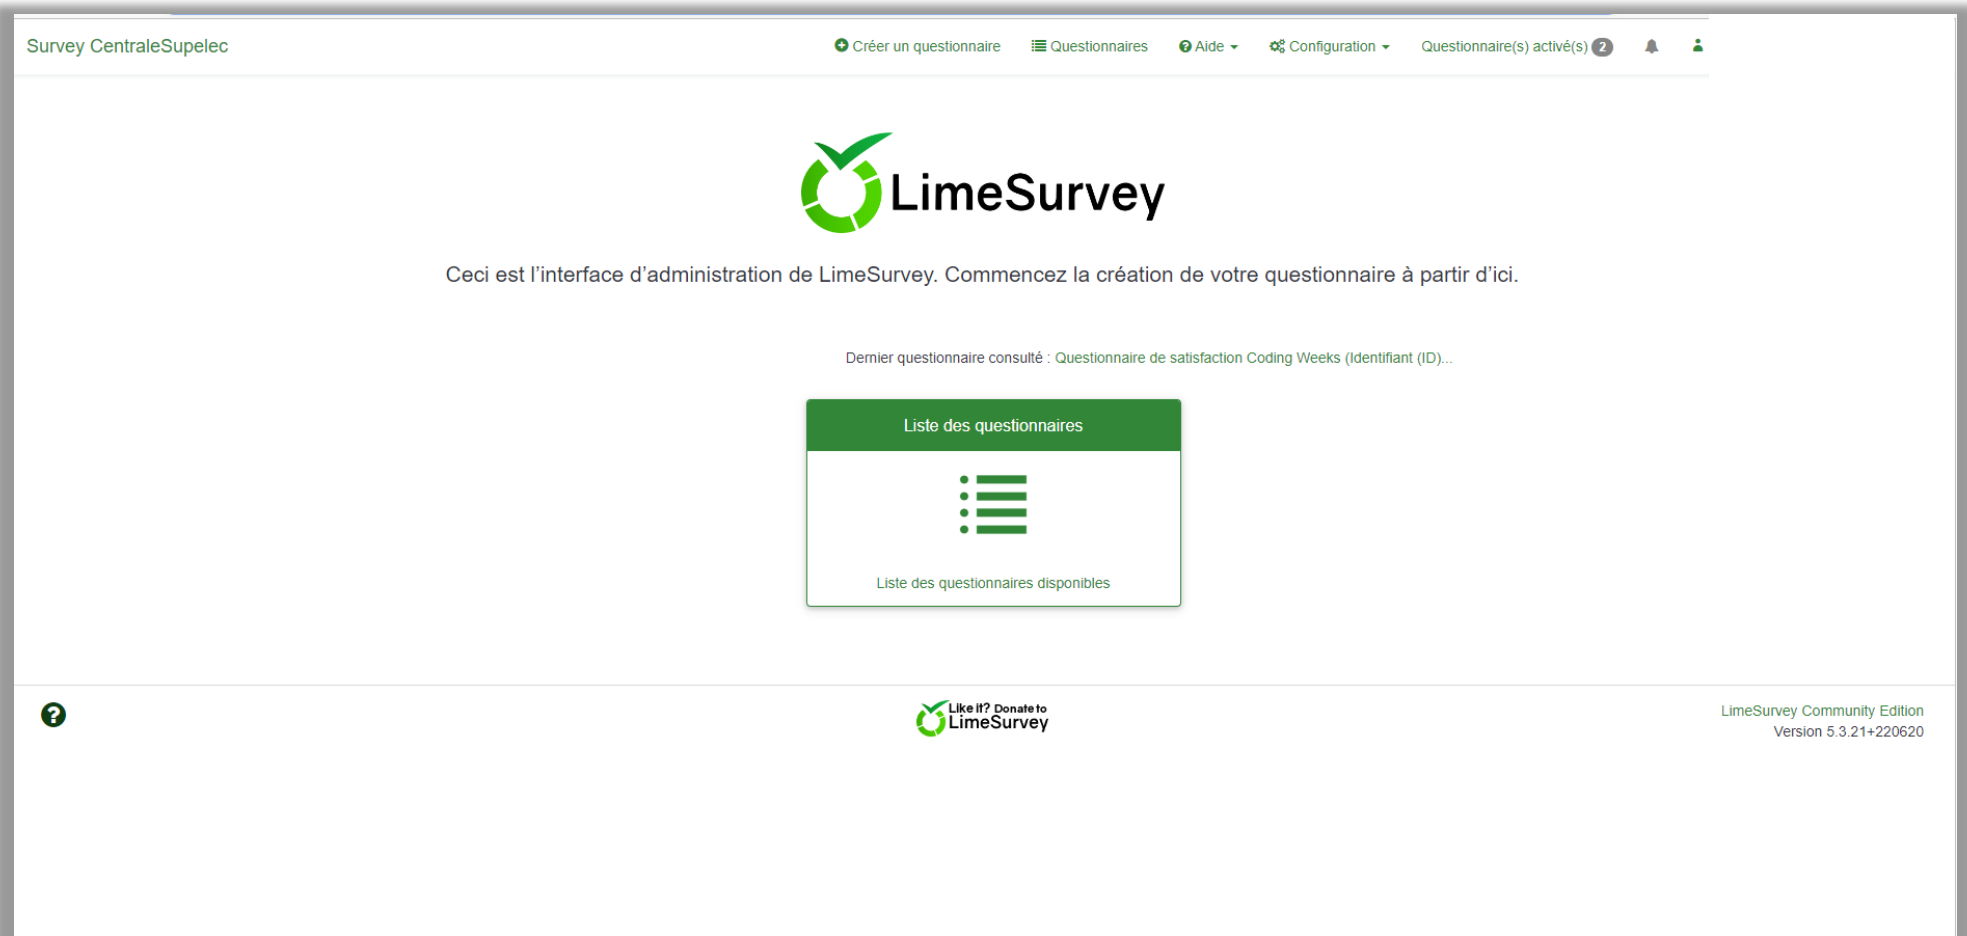 Survey CentraleSupelec
Créer un questionnaire
Questionnaires
Aide
Configuration
Questionnaire(s) activé(s) 2
LimeSurvey
Ceci est l’interface d’administration de LimeSurvey. Commencez la création de votre questionnaire à partir d’ici.
Dernier questionnaire consulté : Questionnaire de satisfaction Coding Weeks (Identifiant (ID)...
Liste des questionnaires
Liste des questionnaires disponibles
Like it? Donate to
LimeSurvey
LimeSurvey Community Edition
Version 5.3.21+220620